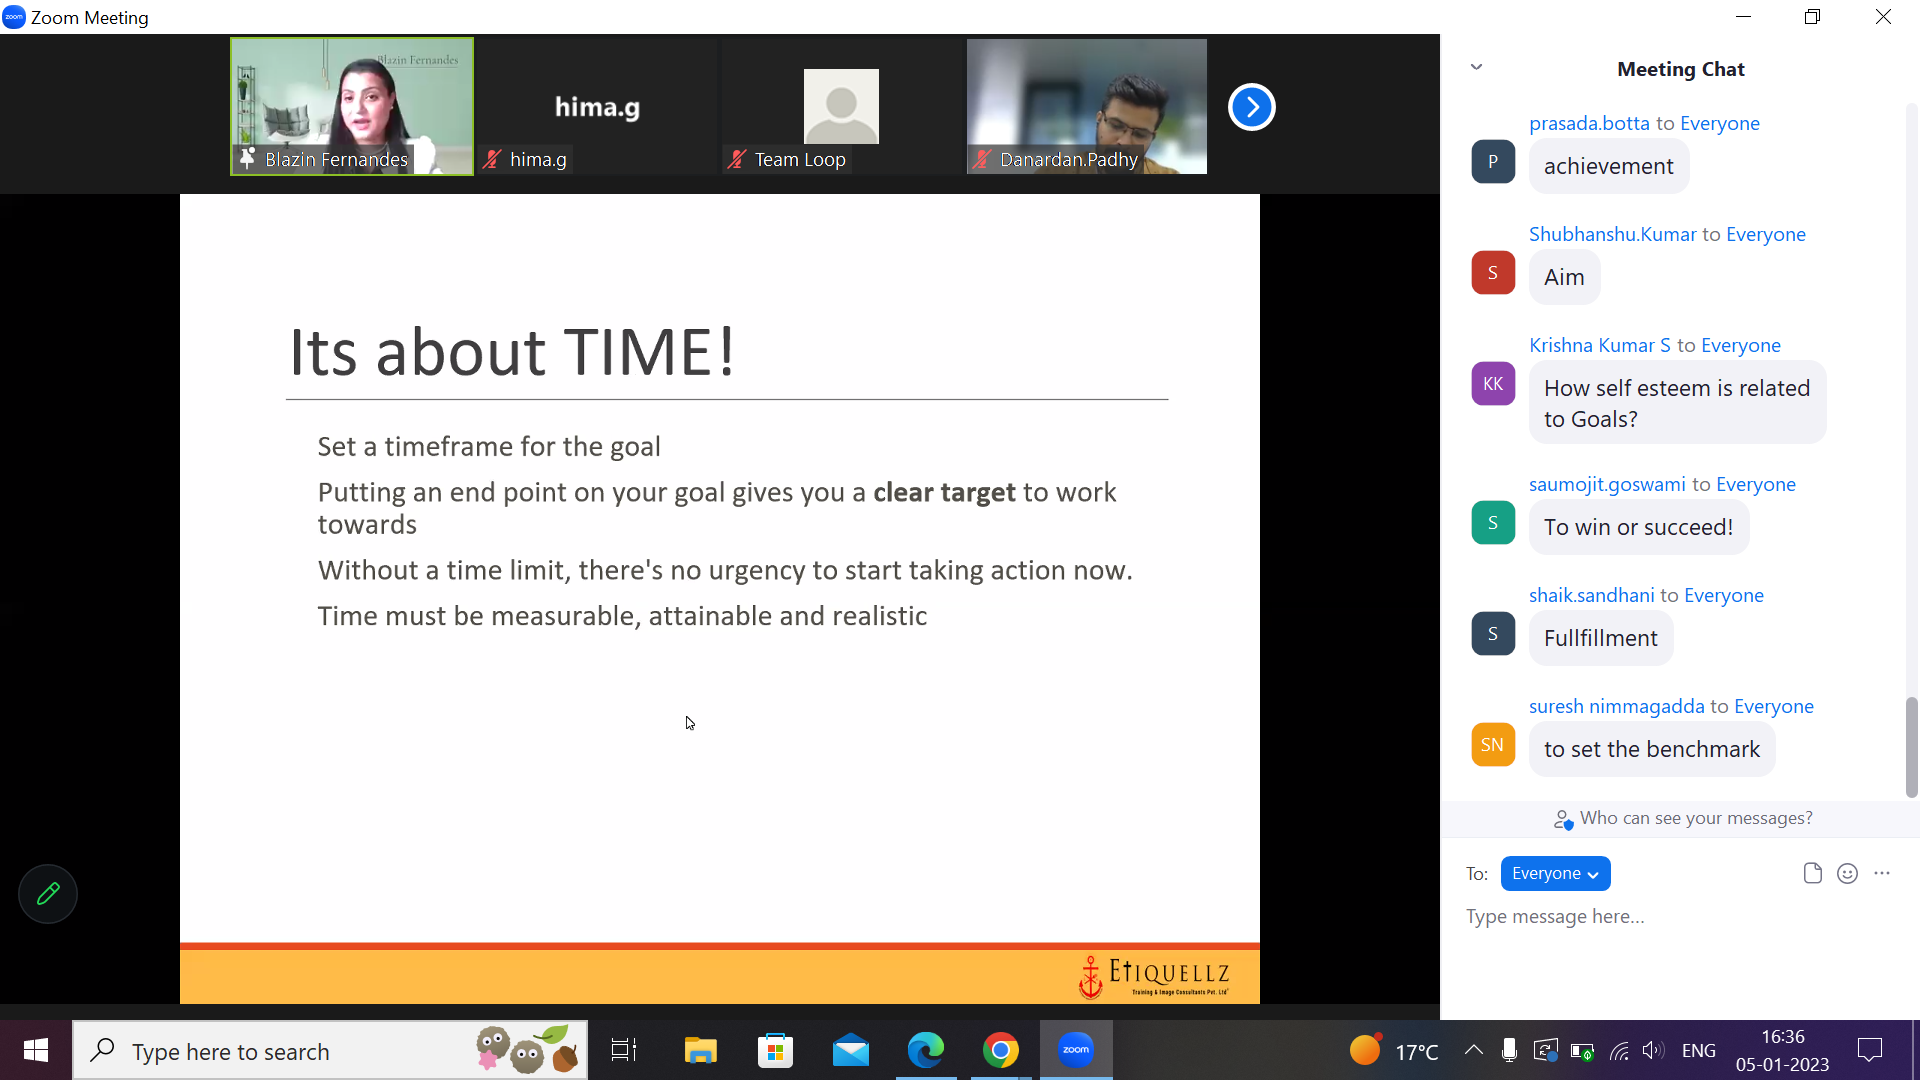 zoom Zoom Meeting
Blazin Fernandes
Blazin Fernandes
hima.g
hima.g
Team Loop
Danardan.Padhy
Its about TIME!
Set a timeframe for the goal
Putting an end point on your goal gives you a clear target to work
towards
Without a time limit, there's no urgency to start taking action now.
Time must be measurable, attainable and realistic
ETIQUELLZ
Training & Image Consultants Pvt. Ltd
Meeting Chat
prasada.botta to Everyone
P
achievement
Shubhanshu.Kumar to Everyone
S
Aim
Krishna Kumar S to Everyone
KK
How self esteem is related
to Goals?
saumojit.goswami to Everyone
S
To win or succeed!
shaik.sandhani to Everyone
S
Fullfillment
suresh nimmagadda to Everyone
SN
to set the benchmark
Who can see your messages?
To: Everyone
Type message here...
Type here to search
zoom
17°C
ENG
16:36
05-01-2023